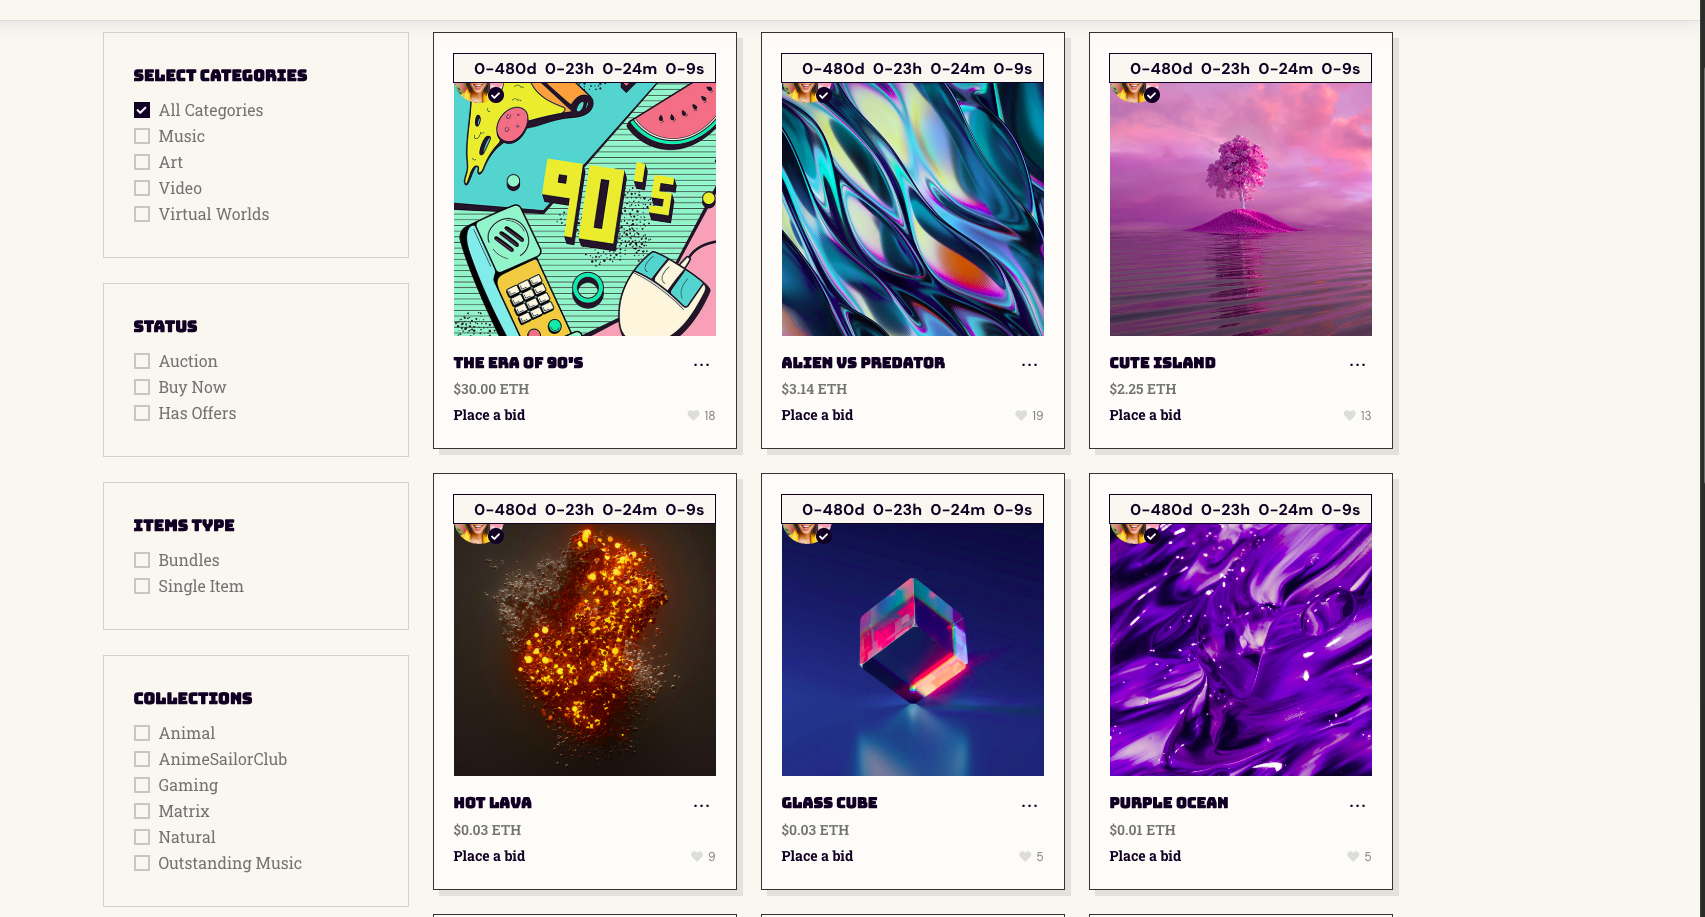 SELECT CATEGORIES
All Categories
Music
Art
Video
Virtual Worlds
STATUS
Auction
Buy Now
Has Offers
ITEMS TYPE
Bundles
Single Item
COLLECTIONS
Animal
AnimeSailorClub
Gaming
Matrix
Natural
Outstanding Music
0-480d 0-23h 0-24m 0-9s
90's
THE ERA OF 90'S ...
$30.00 ETH
Place a bid 18
0-480d 0-23h 0-24m 0-9s
ALIEN VS PREDATOR ...
$3.14 ETH
Place a bid 19
0-480d 0-23h 0-24m 0-9s
CUTE ISLAND ...
$2.25 ETH
Place a bid 13
0-480d 0-23h 0-24m 0-9s
HOT LAVA ...
$0.03 ETH
Place a bid 9
0-480d 0-23h 0-24m 0-9s
GLASS CUBE ...
$0.03 ETH
Place a bid 5
0-480d 0-23h 0-24m 0-9s
PURPLE OCEAN ...
$0.01 ETH
Place a bid 5